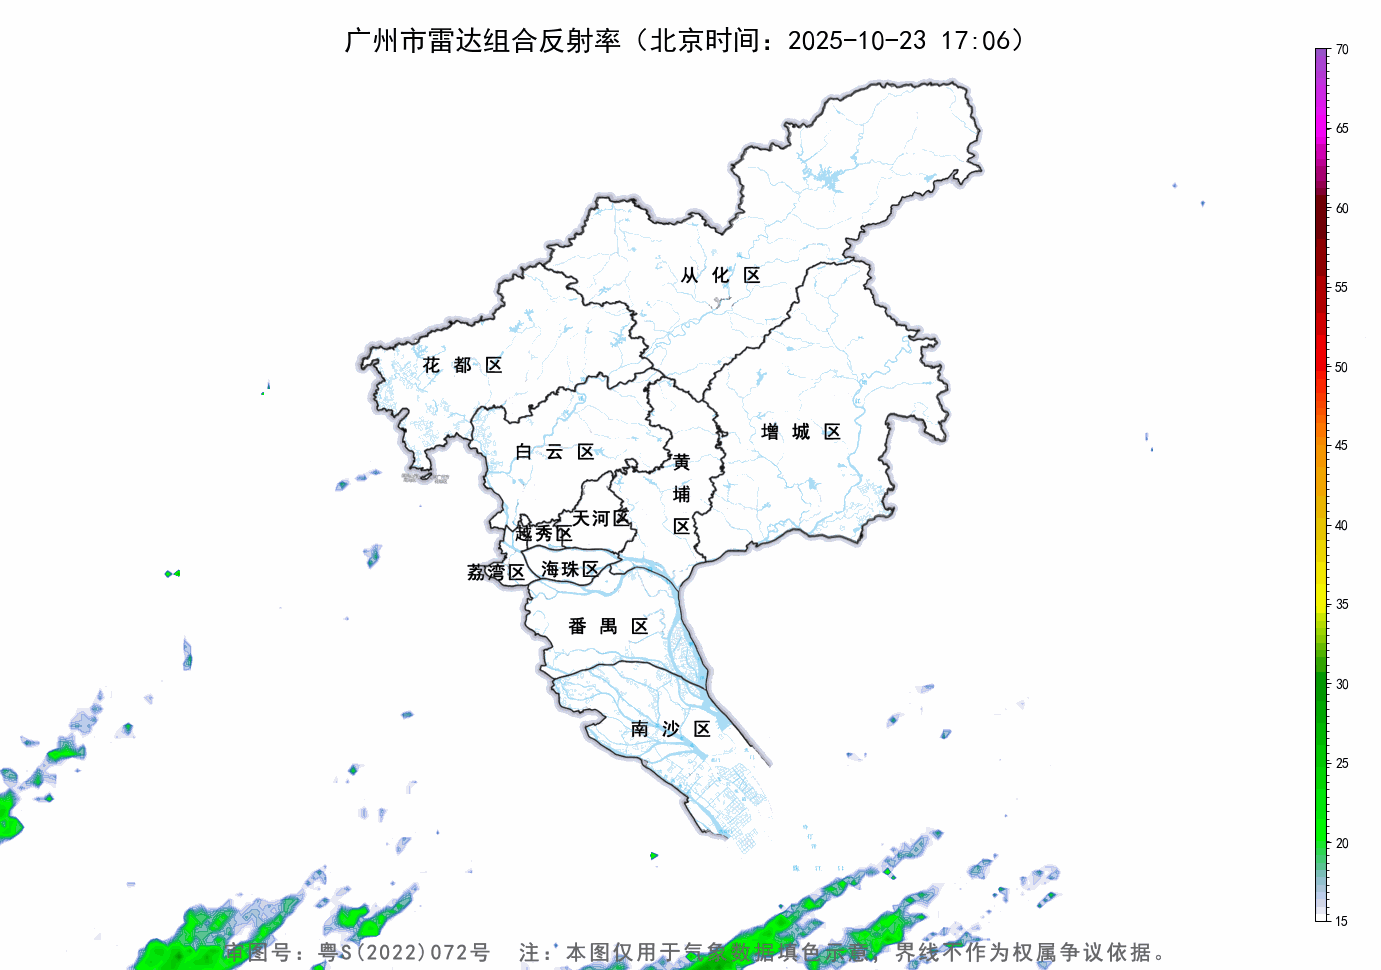 广州市雷达组合反射率（北京时间：2025-10-23 17:06）
70
65
60
55
50
45
40
35
30
25
20
15
从化区
花都区
增城区
白云区
黄埔区
天河区
越秀区
荔湾区
海珠区
番禺区
南沙区
审图号：粤S(2022)072号 注：本图仅用于气象数据填色示意，界线不作为权属争议依据。